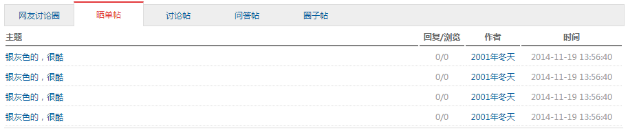 网友讨论圈 晒单帖 讨论帖 问答帖 圈子帖
主题 回复/浏览 作者 时间
银灰色的，很酷 0/0 2001年冬天 2014-11-19 13:56:40
银灰色的，很酷 0/0 2001年冬天 2014-11-19 13:56:40
银灰色的，很酷 0/0 2001年冬天 2014-11-19 13:56:40
银灰色的，很酷 0/0 2001年冬天 2014-11-19 13:56:40